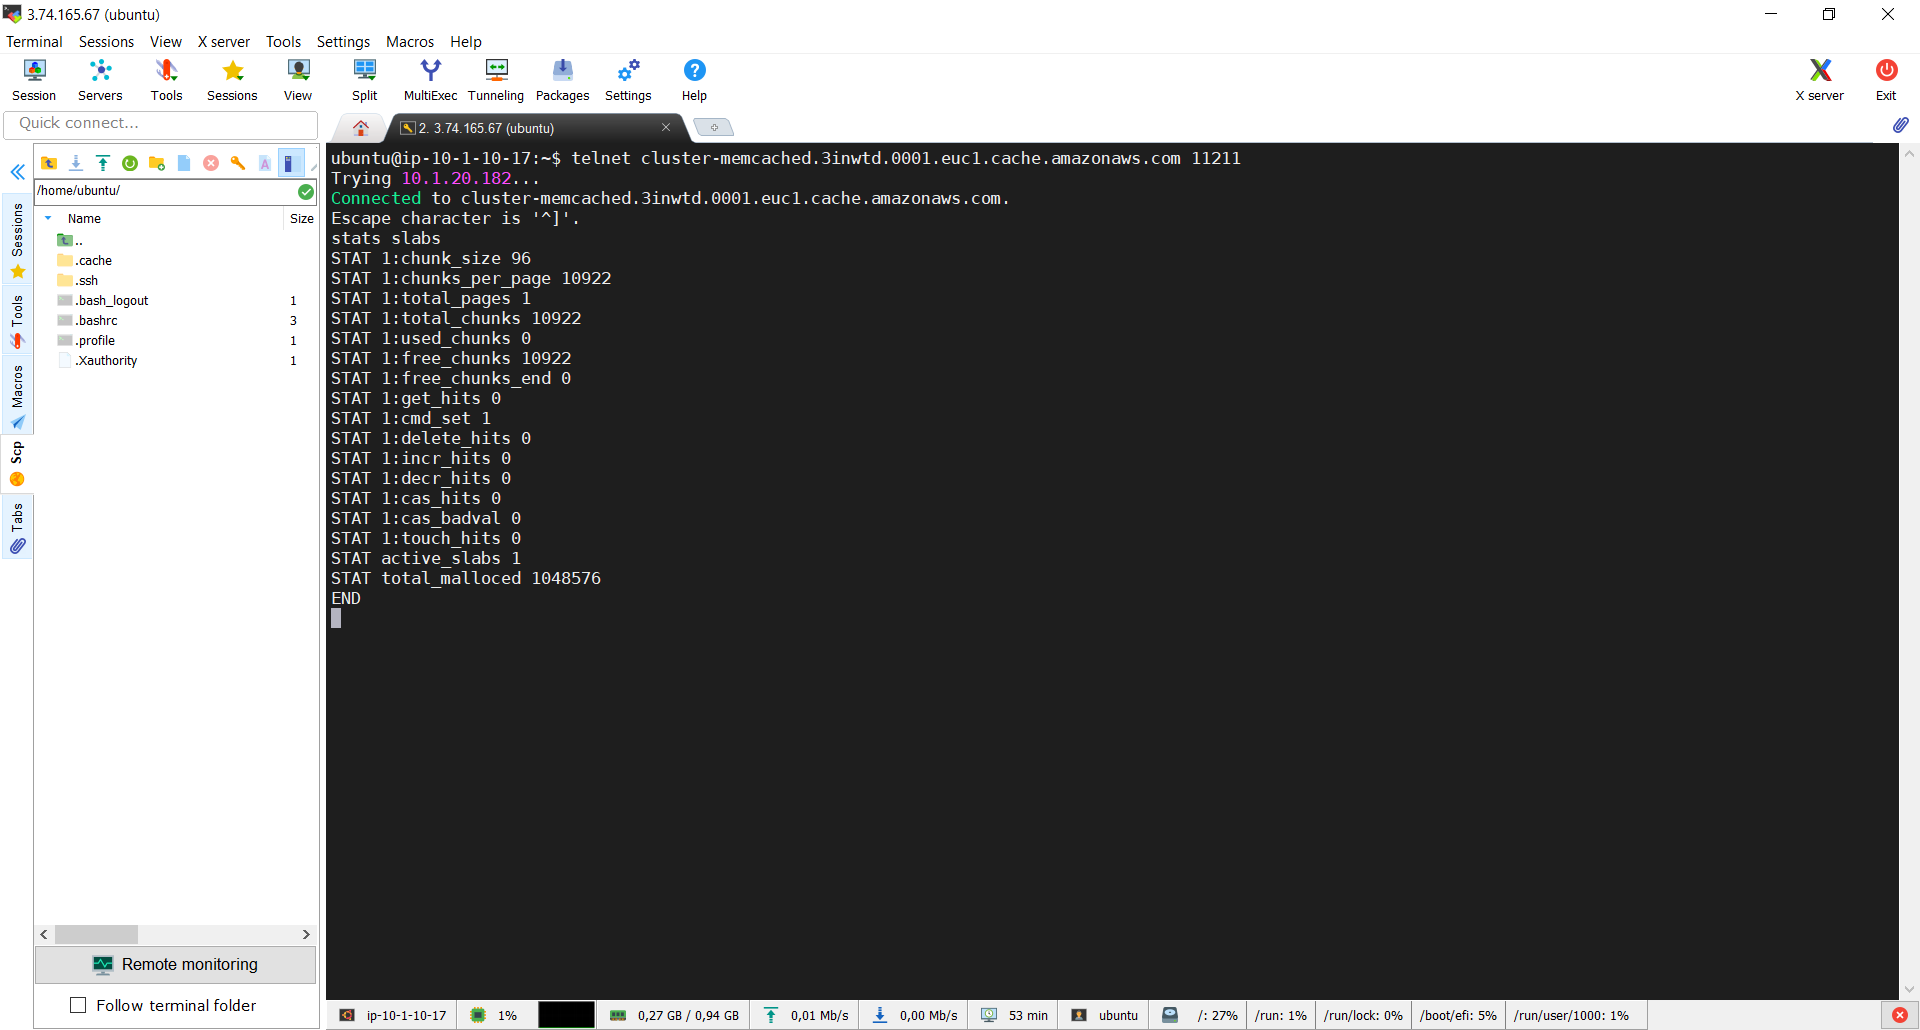 3.74.165.67 (ubuntu)
Terminal Sessions View X server Tools Settings Macros Help
Session Servers Tools Sessions View Split MultiExec Tunneling Packages Settings Help X server Exit
Quick connect...
2. 3.74.165.67 (ubuntu)
/home/ubuntu/
Name Size
..
.cache
.ssh
.bash_logout 1
.bashrc 3
.profile 1
.Xauthority 1
Sessions
Tools
Macros
Scp
Tabs
Remote monitoring
Follow terminal folder
ubuntu@ip-10-1-10-17:~$ telnet cluster-memcached.3inwtd.0001.euc1.cache.amazonaws.com 11211
Trying 10.1.20.182...
Connected to cluster-memcached.3inwtd.0001.euc1.cache.amazonaws.com.
Escape character is '^]'.
stats slabs
STAT 1:chunk_size 96
STAT 1:chunks_per_page 10922
STAT 1:total_pages 1
STAT 1:total_chunks 10922
STAT 1:used_chunks 0
STAT 1:free_chunks 10922
STAT 1:free_chunks_end 0
STAT 1:get_hits 0
STAT 1:cmd_set 1
STAT 1:delete_hits 0
STAT 1:incr_hits 0
STAT 1:decr_hits 0
STAT 1:cas_hits 0
STAT 1:cas_badval 0
STAT 1:touch_hits 0
STAT active_slabs 1
STAT total_malloced 1048576
END
ip-10-1-10-17 1% 0,27 GB / 0,94 GB 0,01 Mb/s 0,00 Mb/s 53 min ubuntu /: 27% /run: 1% /run/lock: 0% /boot/efi: 5% /run/user/1000: 1%